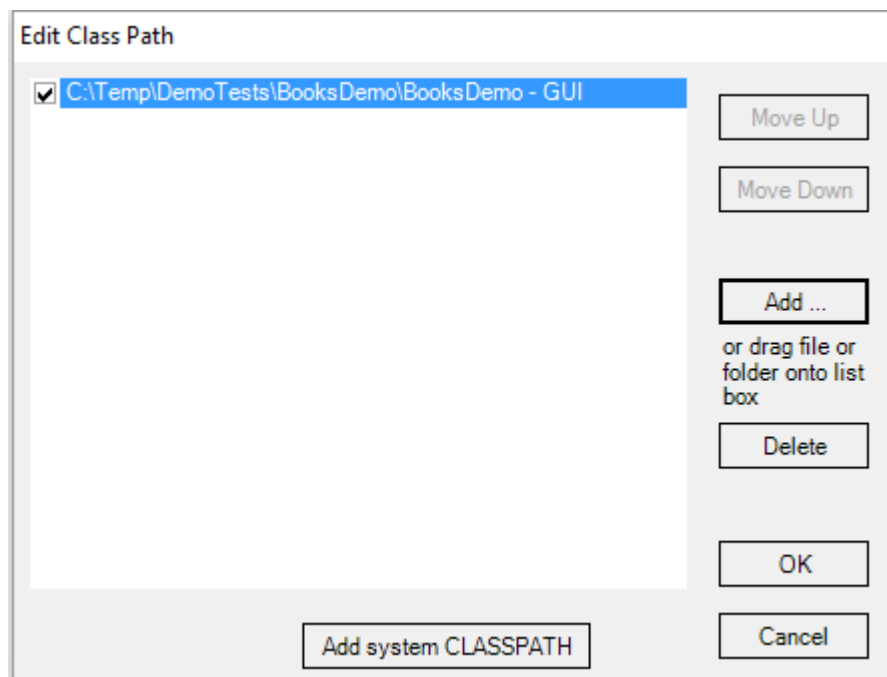 Edit Class Path
C:\Temp\DemoTests\BooksDemo\BooksDemo - GUI
Move Up
Move Down
Add ...
or drag file or
folder onto list
box
Delete
OK
Cancel
Add system CLASSPATH